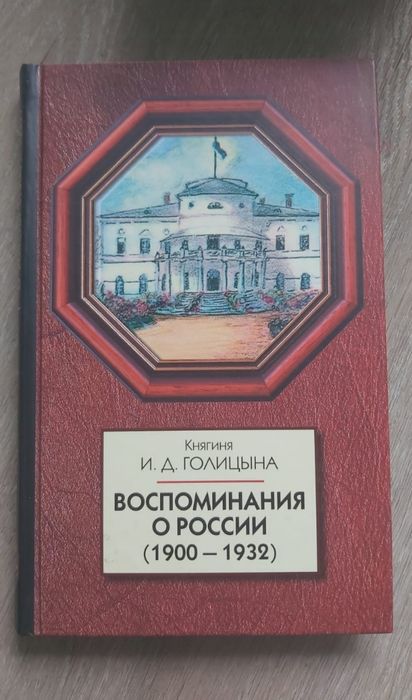 Княгиня
И. Д. ГОЛИЦЫНА
ВОСПОМИНАНИЯ
О РОССИИ
(1900 – 1932)